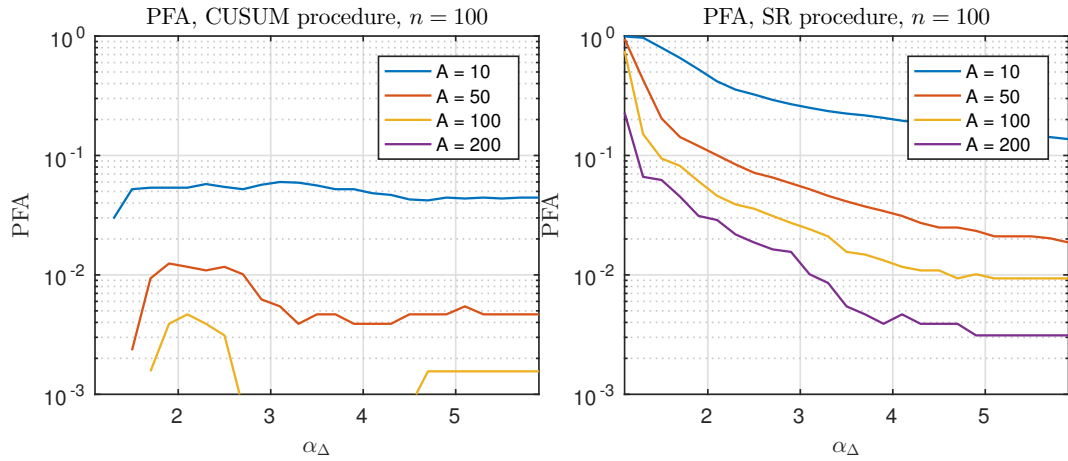 PFA, CUSUM procedure, n = 100
10^0
10^{-1}
10^{-2}
10^{-3}
PFA
2 3 4 5
α_Δ
A = 10
A = 50
A = 100
A = 200
PFA, SR procedure, n = 100
10^0
10^{-1}
10^{-2}
10^{-3}
PFA
2 3 4 5
α_Δ
A = 10
A = 50
A = 100
A = 200